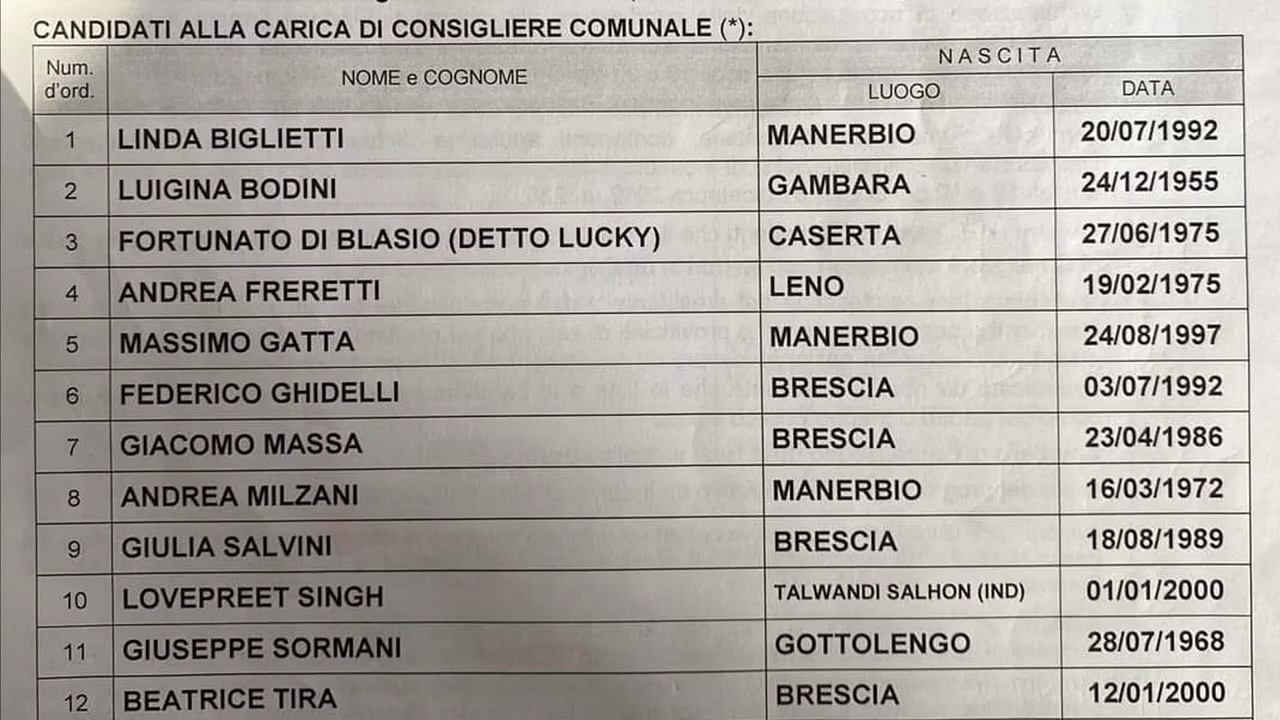 CANDIDATI ALLA CARICA DI CONSIGLIERE COMUNALE (*):
Num. d'ord. NOME e COGNOME NASCITA
LUOGO DATA
1 LINDA BIGLIETTI MANERBIO 20/07/1992
2 LUIGINA BODINI GAMBARA 24/12/1955
3 FORTUNATO DI BLASIO (DETTO LUCKY) CASERTA 27/06/1975
4 ANDREA FRERETTI LENO 19/02/1975
5 MASSIMO GATTA MANERBIO 24/08/1997
6 FEDERICO GHIDELLI BRESCIA 03/07/1992
7 GIACOMO MASSA BRESCIA 23/04/1986
8 ANDREA MILZANI MANERBIO 16/03/1972
9 GIULIA SALVINI BRESCIA 18/08/1989
10 LOVEPREET SINGH TALWANDI SALHON (IND) 01/01/2000
11 GIUSEPPE SORMANI GOTTOLENGO 28/07/1968
12 BEATRICE TIRA BRESCIA 12/01/2000